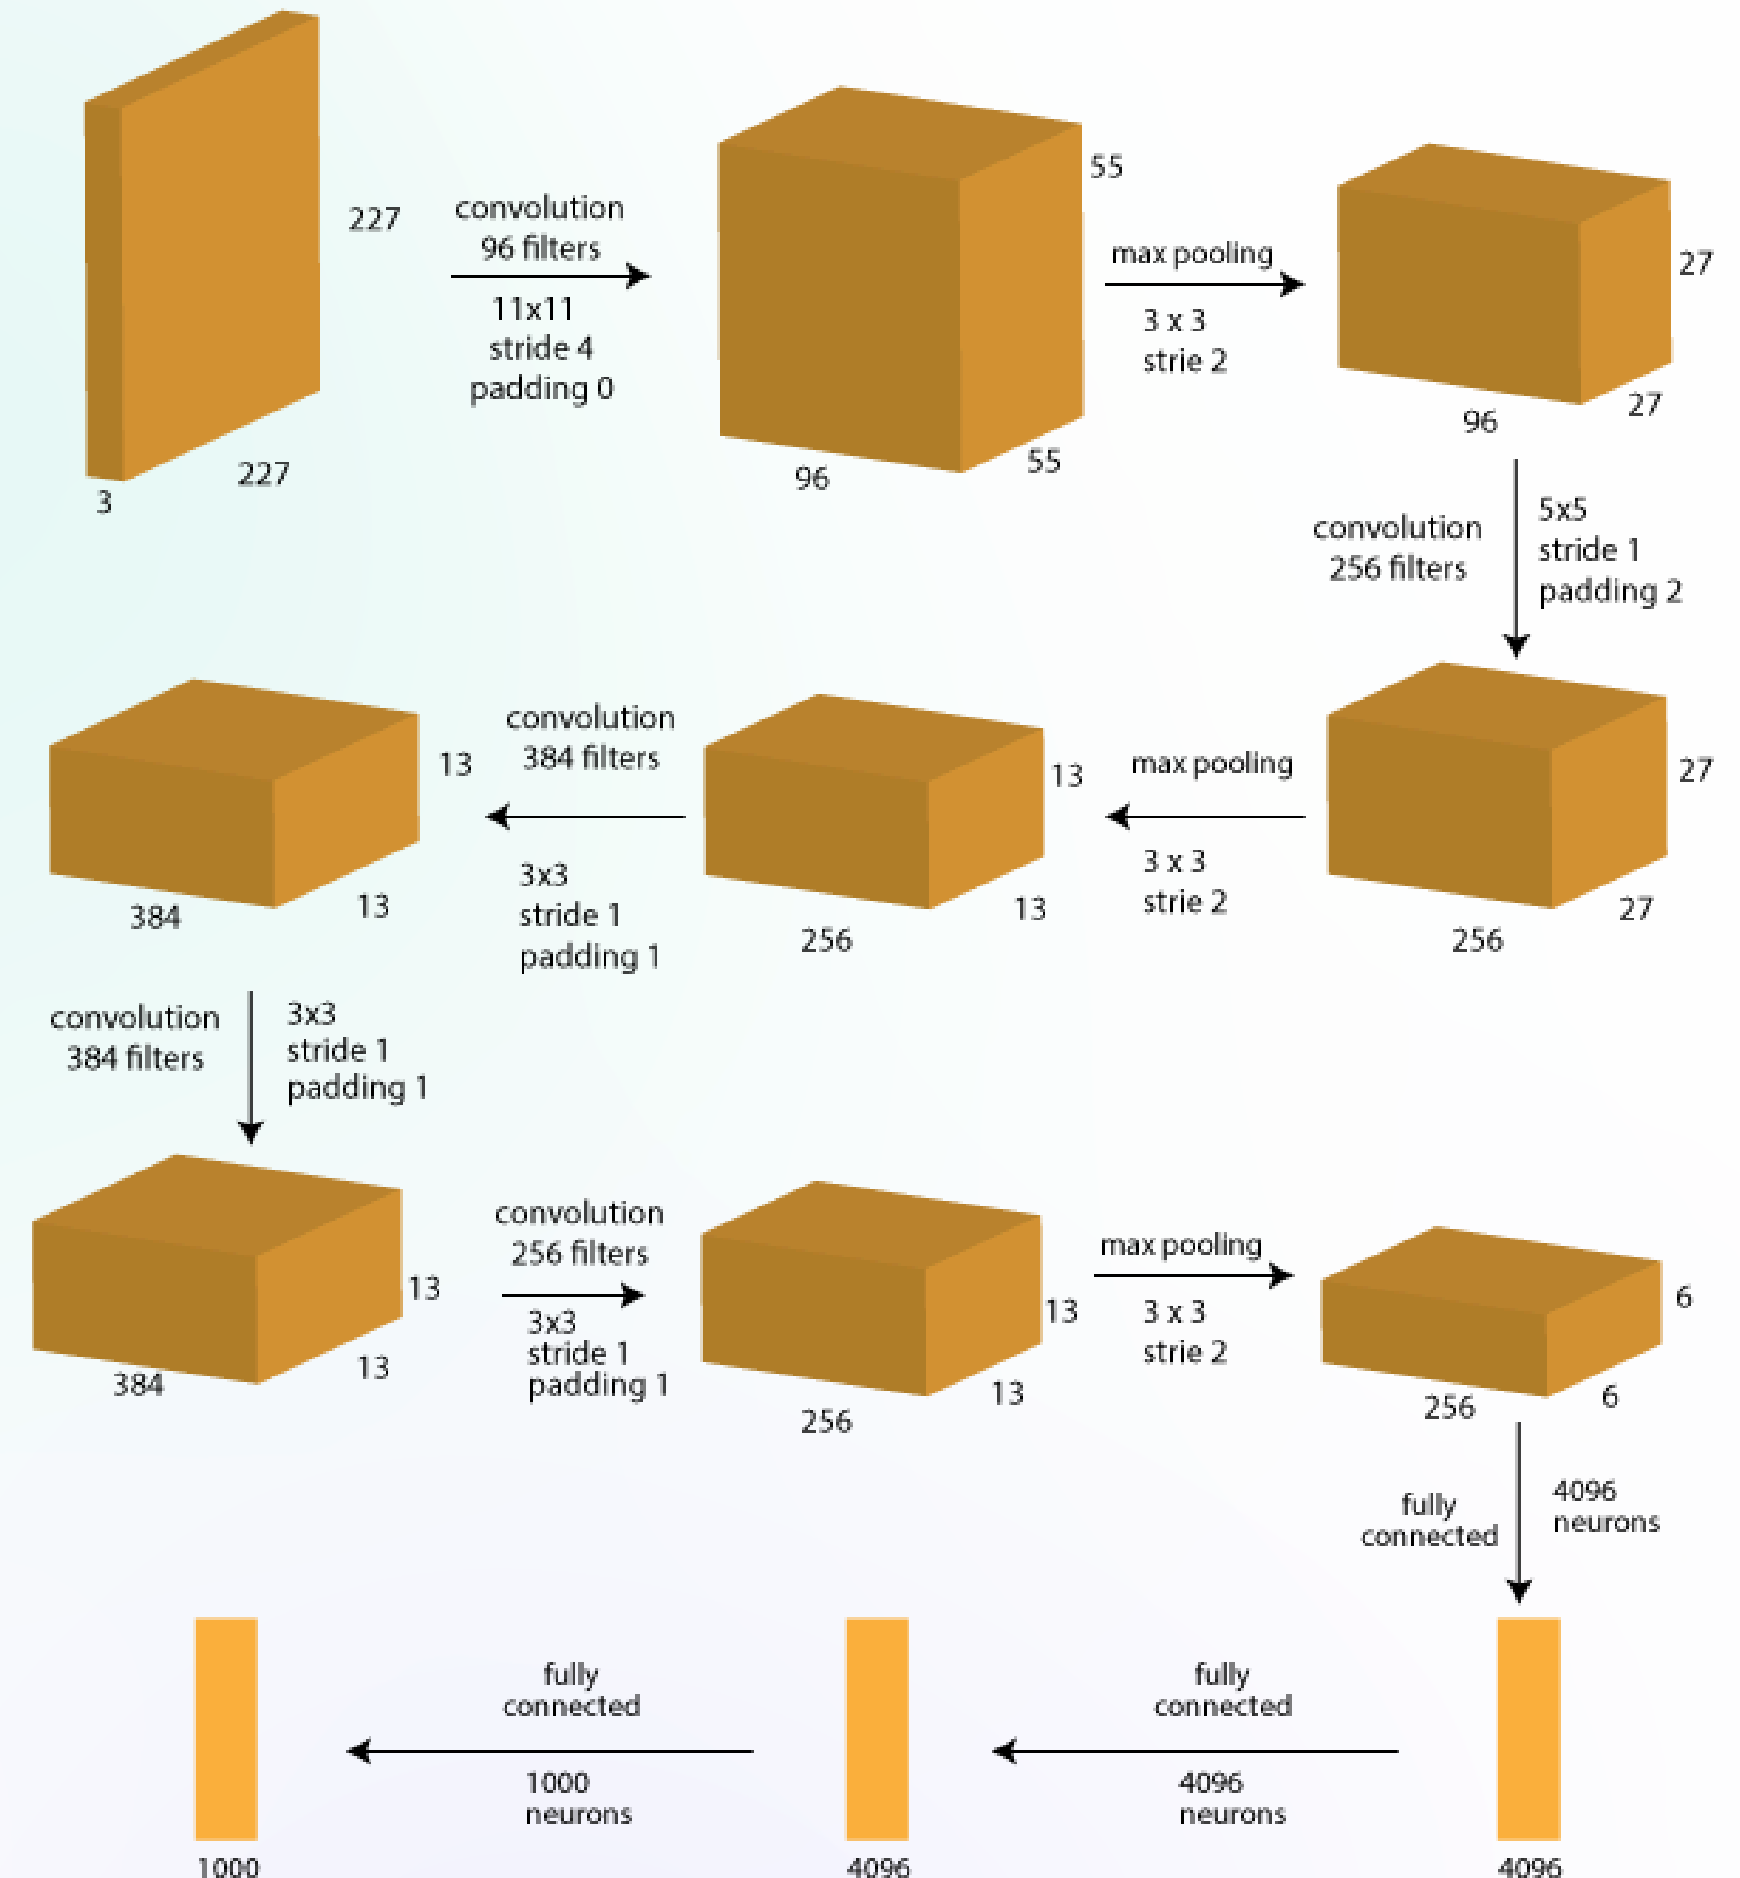 227
227
3
convolution
96 filters
11x11
stride 4
padding 0
55
55
96
max pooling
3 x 3
strie 2
27
27
96
convolution
256 filters
5x5
stride 1
padding 2
27
27
256
max pooling
3 x 3
strie 2
13
13
256
convolution
384 filters
3x3
stride 1
padding 1
13
13
384
convolution
384 filters
3x3
stride 1
padding 1
13
13
384
convolution
256 filters
3x3
stride 1
padding 1
13
13
256
max pooling
3 x 3
strie 2
6
6
256
fully
connected
4096
neurons
4096
fully
connected
4096
neurons
4096
fully
connected
1000
neurons
1000